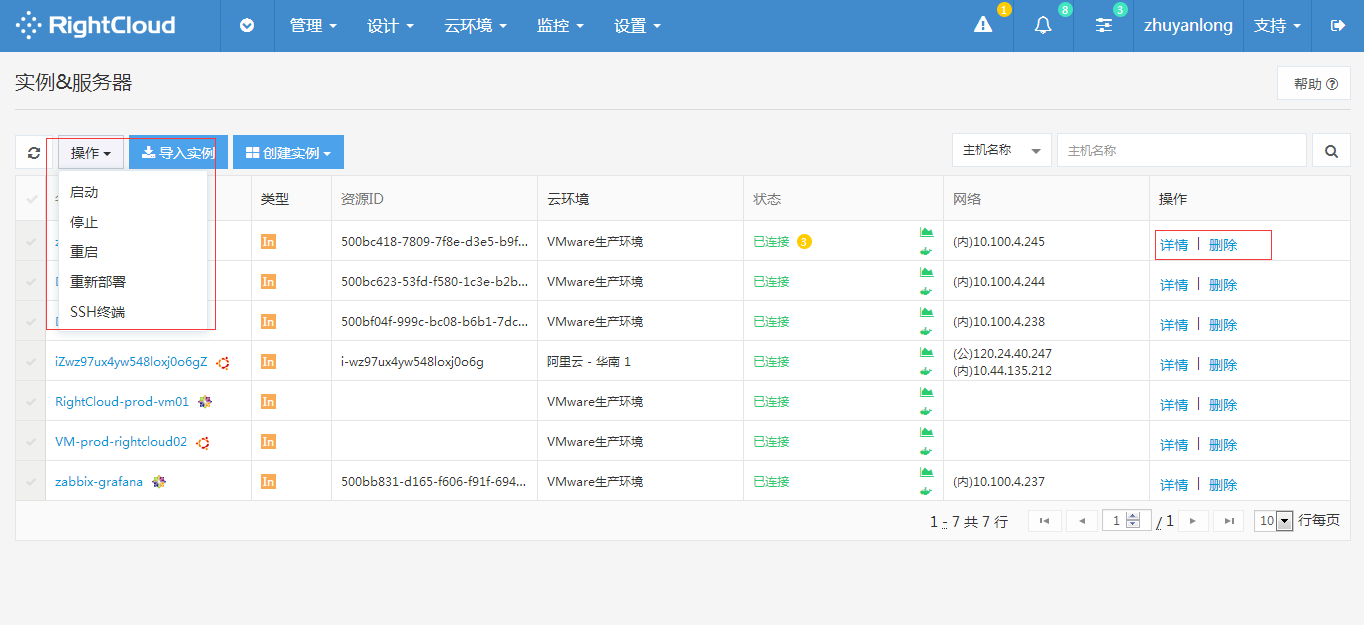 RightCloud 管理 设计 云环境 监控 设置 1 8 3 zhuyanlong 支持
实例&服务器 帮助
操作 导入实例 创建实例 主机名称 主机名称
启动
停止
重启
重新部署
SSH终端
类型 资源ID 云环境 状态 网络 操作
In 500bc418-7809-7f8e-d3e5-b9f... VMware生产环境 已连接 3 (内)10.100.4.245 详情 | 删除
In 500bc623-53fd-f580-1c3e-b2b... VMware生产环境 已连接 (内)10.100.4.244 详情 | 删除
In 500bf04f-999c-bc08-b6b1-7dc... VMware生产环境 已连接 (内)10.100.4.238 详情 | 删除
iZwz97ux4yw548loxj0o6gZ In i-wz97ux4yw548loxj0o6g 阿里云 - 华南 1 已连接 (公)120.24.40.247 详情 | 删除
(内)10.44.135.212
RightCloud-prod-vm01 In VMware生产环境 已连接 详情 | 删除
VM-prod-rightcloud02 In VMware生产环境 已连接 详情 | 删除
zabbix-grafana In 500bb831-d165-f606-f91f-694... VMware生产环境 已连接 (内)10.100.4.237 详情 | 删除
1 - 7 共 7 行 1 / 1 10 行每页